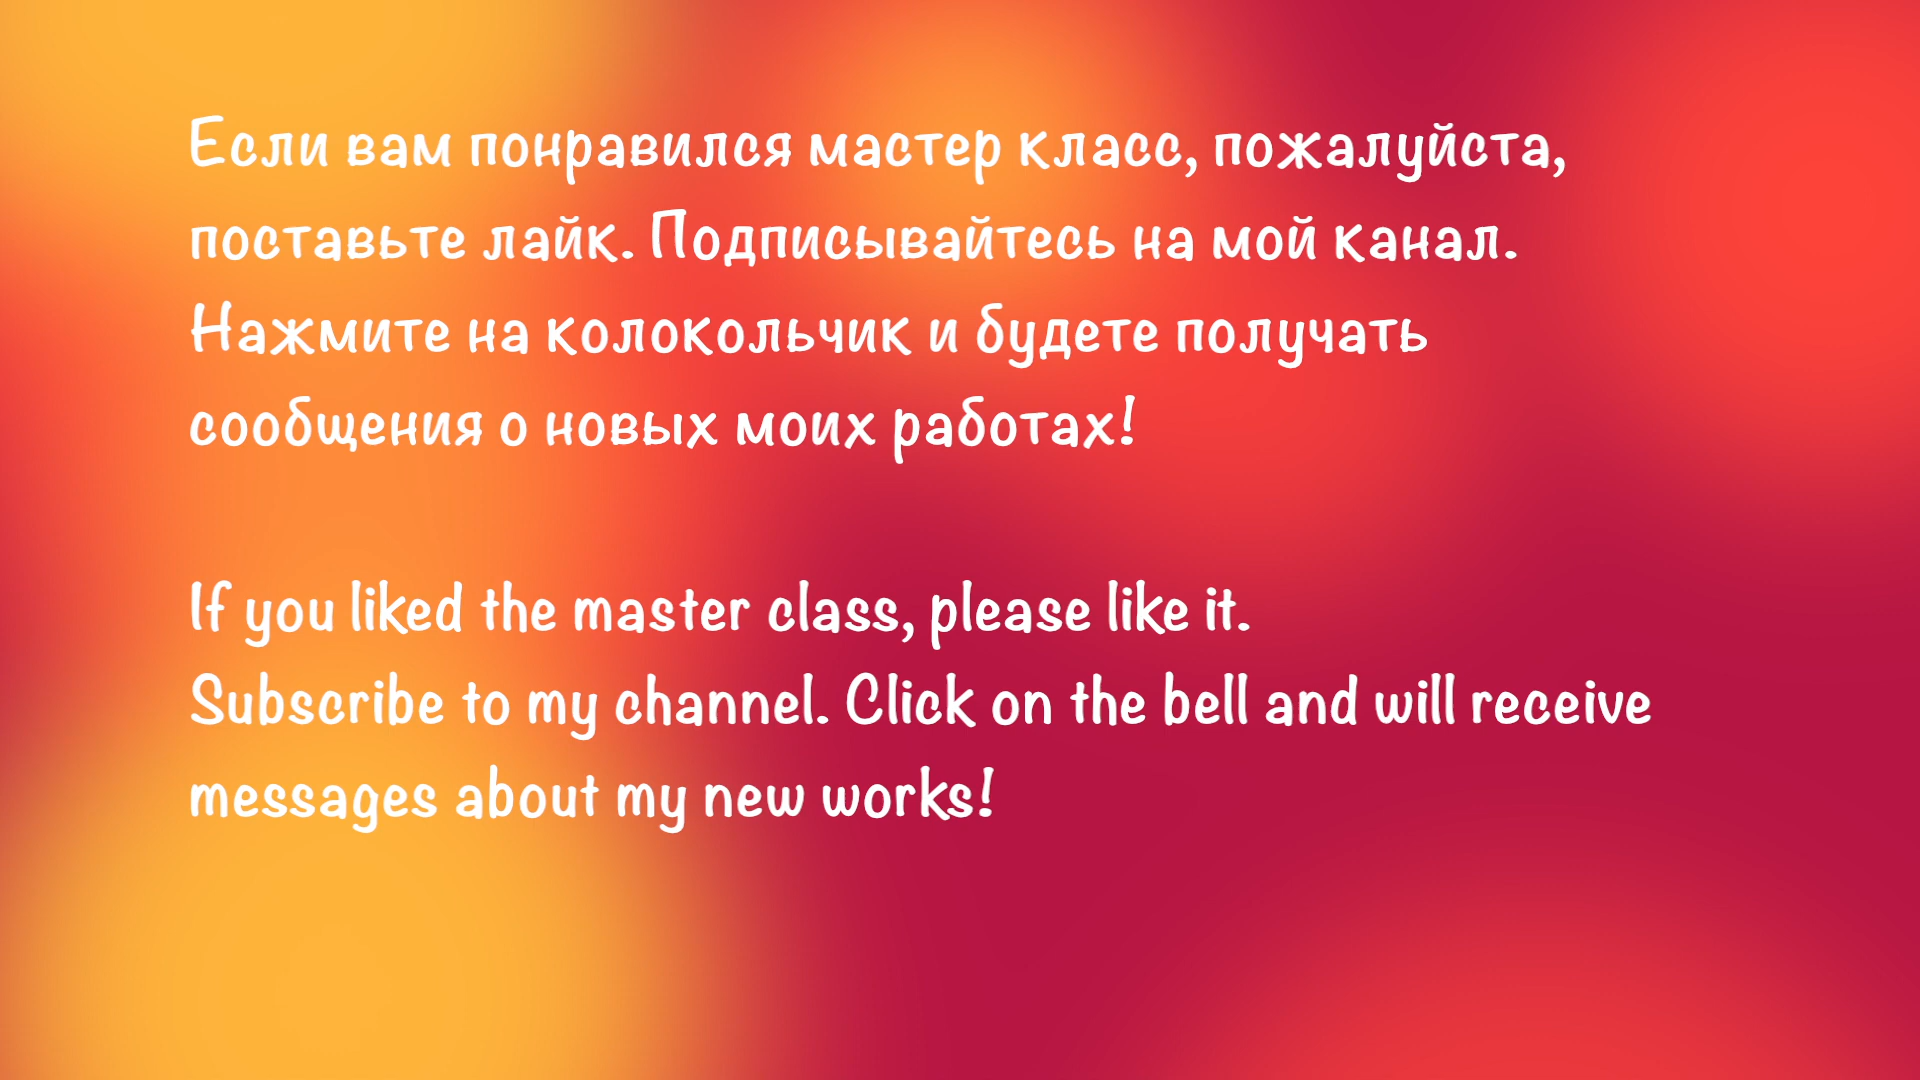 Если вам понравился мастер класс, пожалуйста,
поставьте лайк. Подписывайтесь на мой канал.
Нажмите на колокольчик и будете получать
сообщения о новых моих работах!
If you liked the master class, please like it.
Subscribe to my channel. Click on the bell and will receive
messages about my new works!